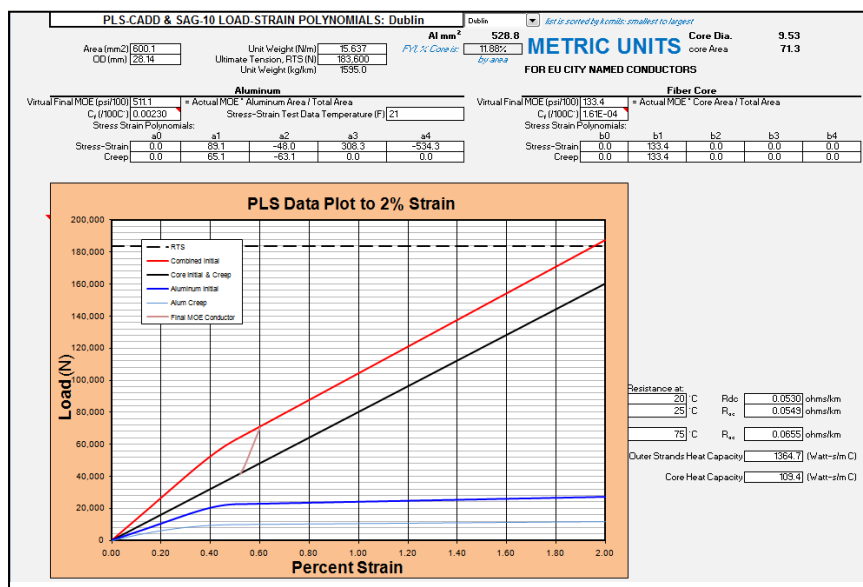 PLS-CADD & SAG-10 LOAD-STRAIN POLYNOMIALS: Dublin
Dublin
list is sorted by kcmils: smallest to largest
Area (mm2) 600.1
OD (mm) 28.14
Unit Weight (N/m) 15.637
Ultimate Tension, RTS (N) 183,600
Unit Weight (kg/km) 1595.0
Al mm² 528.8
FYI, % Core is: 11.88%
by area
METRIC UNITS
FOR EU CITY NAMED CONDUCTORS
Core Dia. 9.53
core Area 71.3
Aluminum
Virtual Final MOE (psi/100) 511.1 = Actual MOE * Aluminum Area / Total Area
0.00230 Stress-Strain Test Data Temperature (F) 21
Stress Strain Polynomials:
a0 a1 a2 a3 a4
Stress-Strain 0.0 89.1 -48.0 308.3 -534.3
Creep 0.0 65.1 -63.1 0.0 0.0
Fiber Core
Virtual Final MOE (psi/100) 133.4 = Actual MOE * Core Area / Total Area
1.61E-04
Stress Strain Polynomials:
b0 b1 b2 b3 b4
Stress-Strain 0.0 133.4 0.0 0.0 0.0
Creep 0.0 133.4 0.0 0.0 0.0
PLS Data Plot to 2% Strain
Load (N)
200,000
180,000
160,000
140,000
120,000
100,000
80,000
60,000
40,000
20,000
0
RTS
Combined Initial
Core Initial & Creep
Aluminum Initial
Alum Creep
Final MOE Conductor
0.00 0.20 0.40 0.60 0.80 1.00 1.20 1.40 1.60 1.80 2.00
Percent Strain
Resistance at:
20 °C Rdc 0.0530 ohms/km
25 °C Rac 0.0549 ohms/km
75 °C Rac 0.0655 ohms/km
Outer Strands Heat Capacity 1364.7 (Watt-s/m C)
Core Heat Capacity 109.4 (Watt-s/m C)